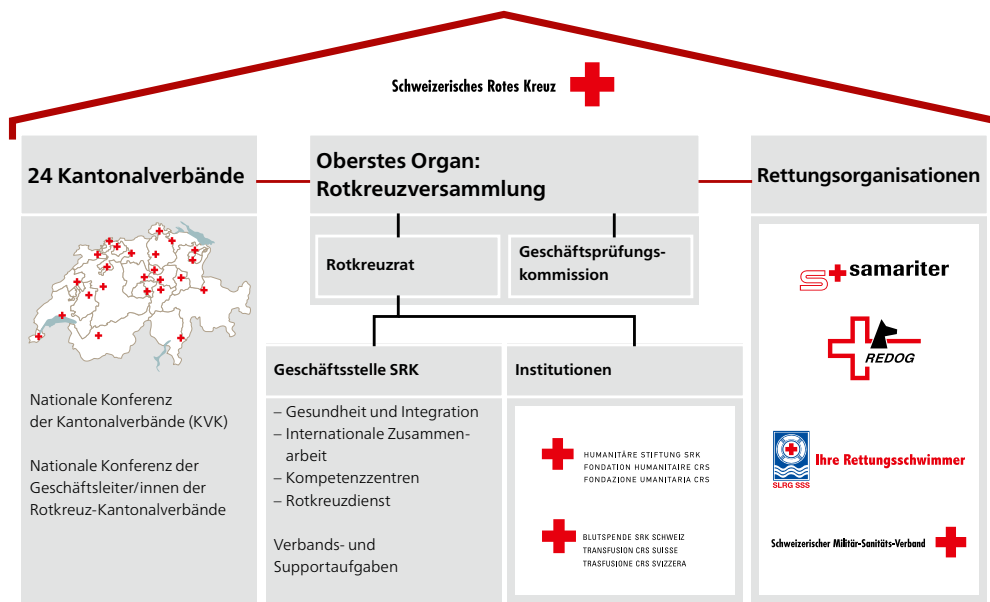 Schweizerisches Rotes Kreuz
24 Kantonalverbände
Nationale Konferenz
der Kantonalverbände (KVK)
Nationale Konferenz der
Geschäftsleiter/innen der
Rotkreuz-Kantonalverbände
Oberstes Organ:
Rotkreuzversammlung
Rotkreuzrat
Geschäftsprüfungs-
kommission
Geschäftsstelle SRK
– Gesundheit und Integration
– Internationale Zusammen-
arbeit
– Kompetenzzentren
– Rotkreuzdienst
Verbands- und
Supportaufgaben
Institutionen
HUMANITÄRE STIFTUNG SRK
FONDATION HUMANITAIRE CRS
FONDAZIONE UMANITARIA CRS
BLUTSPENDE SRK SCHWEIZ
TRANSFUSION CRS SUISSE
TRASFUSIONE CRS SVIZZERA
Rettungsorganisationen
s samariter
REDOG
SLRG SSS
Ihre Rettungsschwimmer
Schweizerischer Militär-Sanitäts-Verband